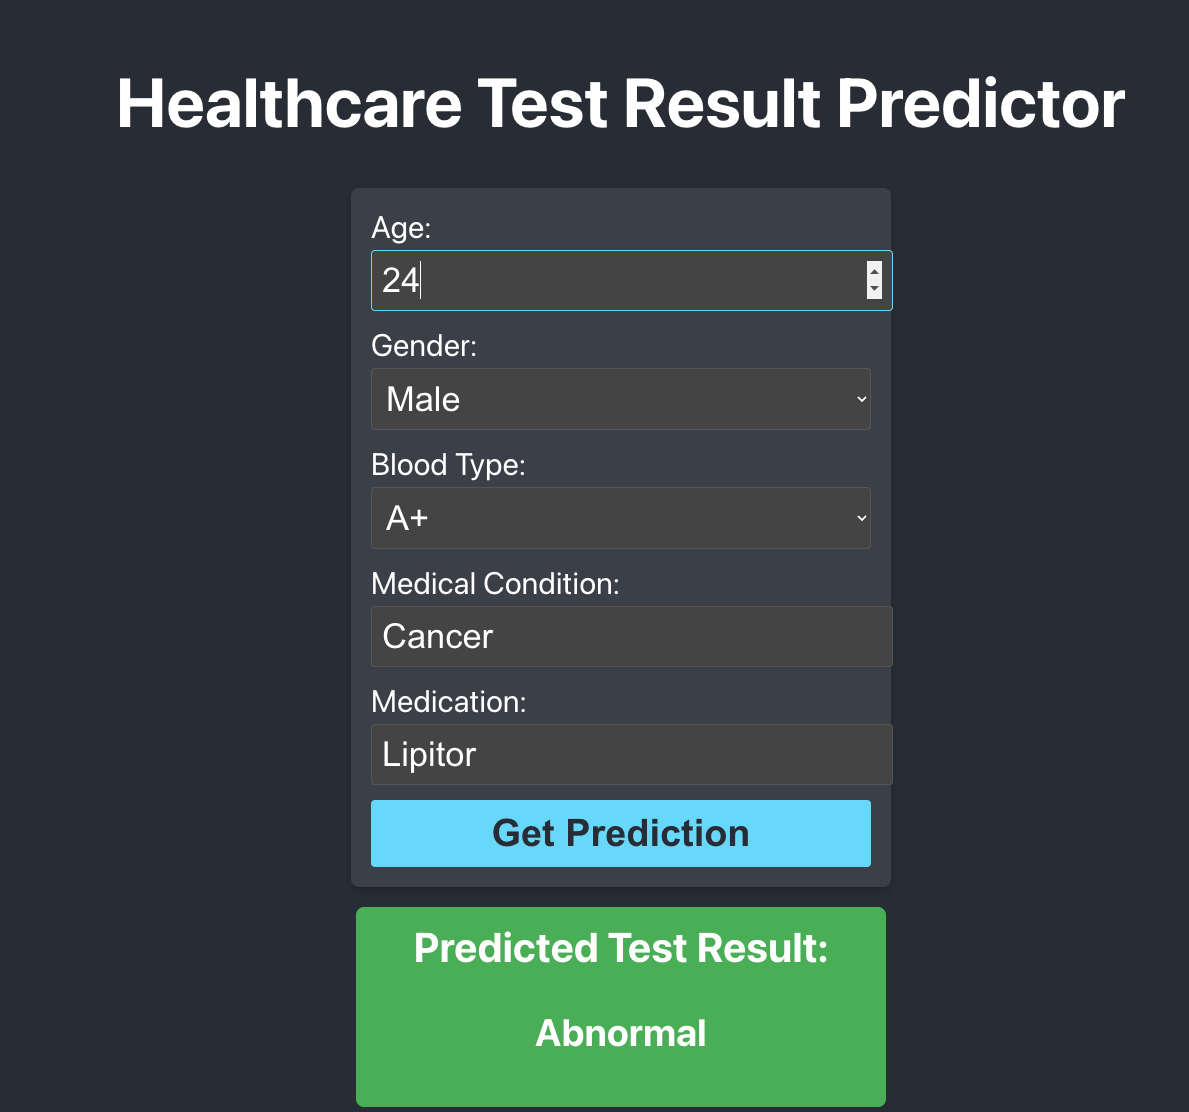 Healthcare Test Result Predictor
Age:
24
Gender:
Male
Blood Type:
A+
Medical Condition:
Cancer
Medication:
Lipitor
Get Prediction
Predicted Test Result:
Abnormal